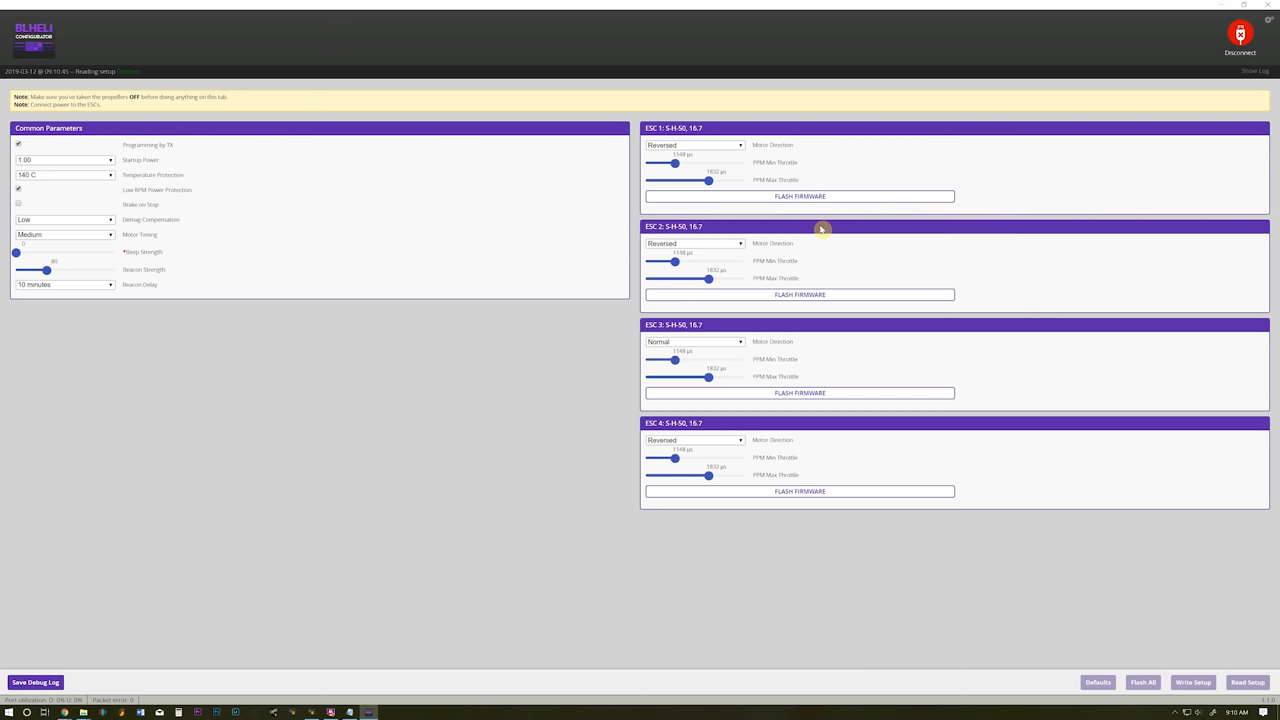 BLHELI
CONFIGURATOR
Disconnect
2019-03-12 @ 09:10:45 -- Reading setup finished
Show Log
Note: Make sure you've taken the propellers OFF before doing anything on this tab.
Note: Connect power to the ESCs.
Common Parameters
Programming by TX
1.00 Startup Power
140 C Temperature Protection
Low RPM Power Protection
Brake on Stop
Low Demag Compensation
Medium Motor Timing
0
*Beep Strength
80
Beacon Strength
10 minutes Beacon Delay
ESC 1: S-H-50, 16.7
Reversed Motor Direction
1148 µs
PPM Min Throttle
1832 µs
PPM Max Throttle
FLASH FIRMWARE
ESC 2: S-H-50, 16.7
Reversed Motor Direction
1148 µs
PPM Min Throttle
1832 µs
PPM Max Throttle
FLASH FIRMWARE
ESC 3: S-H-50, 16.7
Normal Motor Direction
1148 µs
PPM Min Throttle
1832 µs
PPM Max Throttle
FLASH FIRMWARE
ESC 4: S-H-50, 16.7
Reversed Motor Direction
1148 µs
PPM Min Throttle
1832 µs
PPM Max Throttle
FLASH FIRMWARE
Save Debug Log
Defaults
Flash All
Write Setup
Read Setup
Port utilization: D: 0% U: 0%
Packet error: 0
1.1.0
9:10 AM